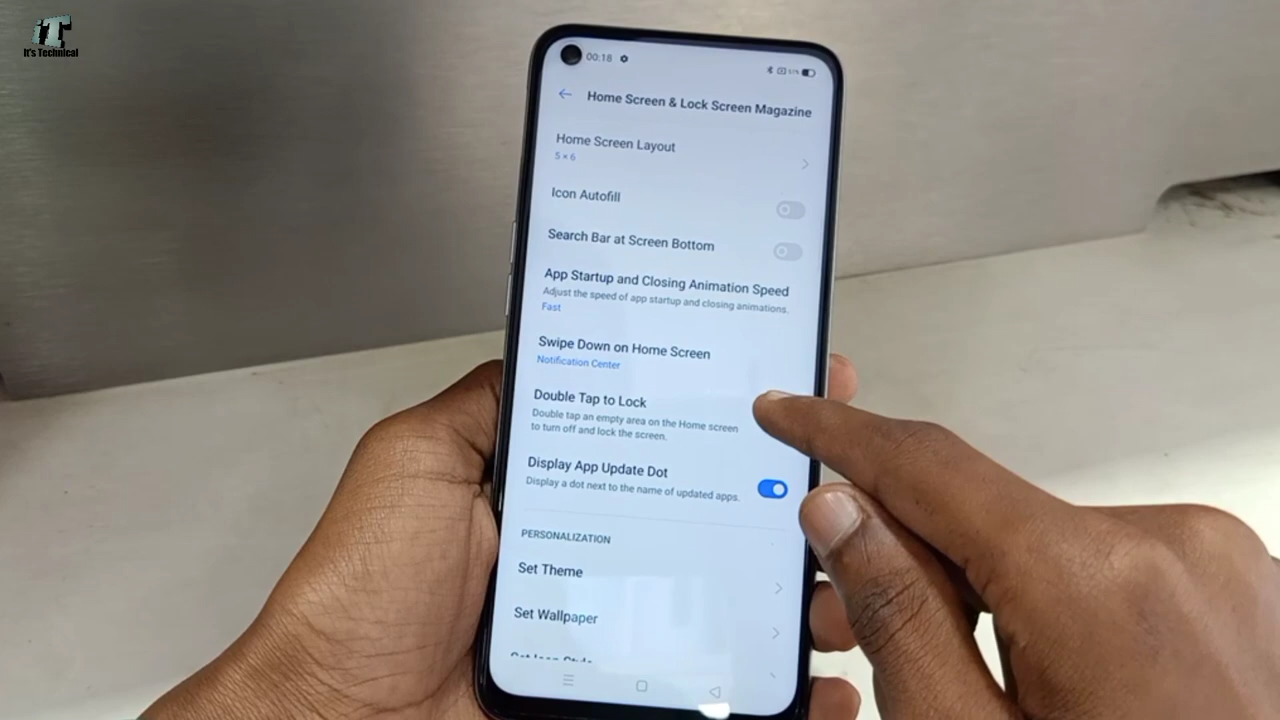 iT
It's Technical
00:18
Home Screen & Lock Screen Magazine
Home Screen Layout
5 × 6
Icon Autofill
Search Bar at Screen Bottom
App Startup and Closing Animation Speed
Adjust the speed of app startup and closing animations.
Fast
Swipe Down on Home Screen
Notification Center
Double Tap to Lock
Double tap an empty area on the Home screen
to turn off and lock the screen.
Display App Update Dot
Display a dot next to the name of updated apps.
PERSONALIZATION
Set Theme
Set Wallpaper